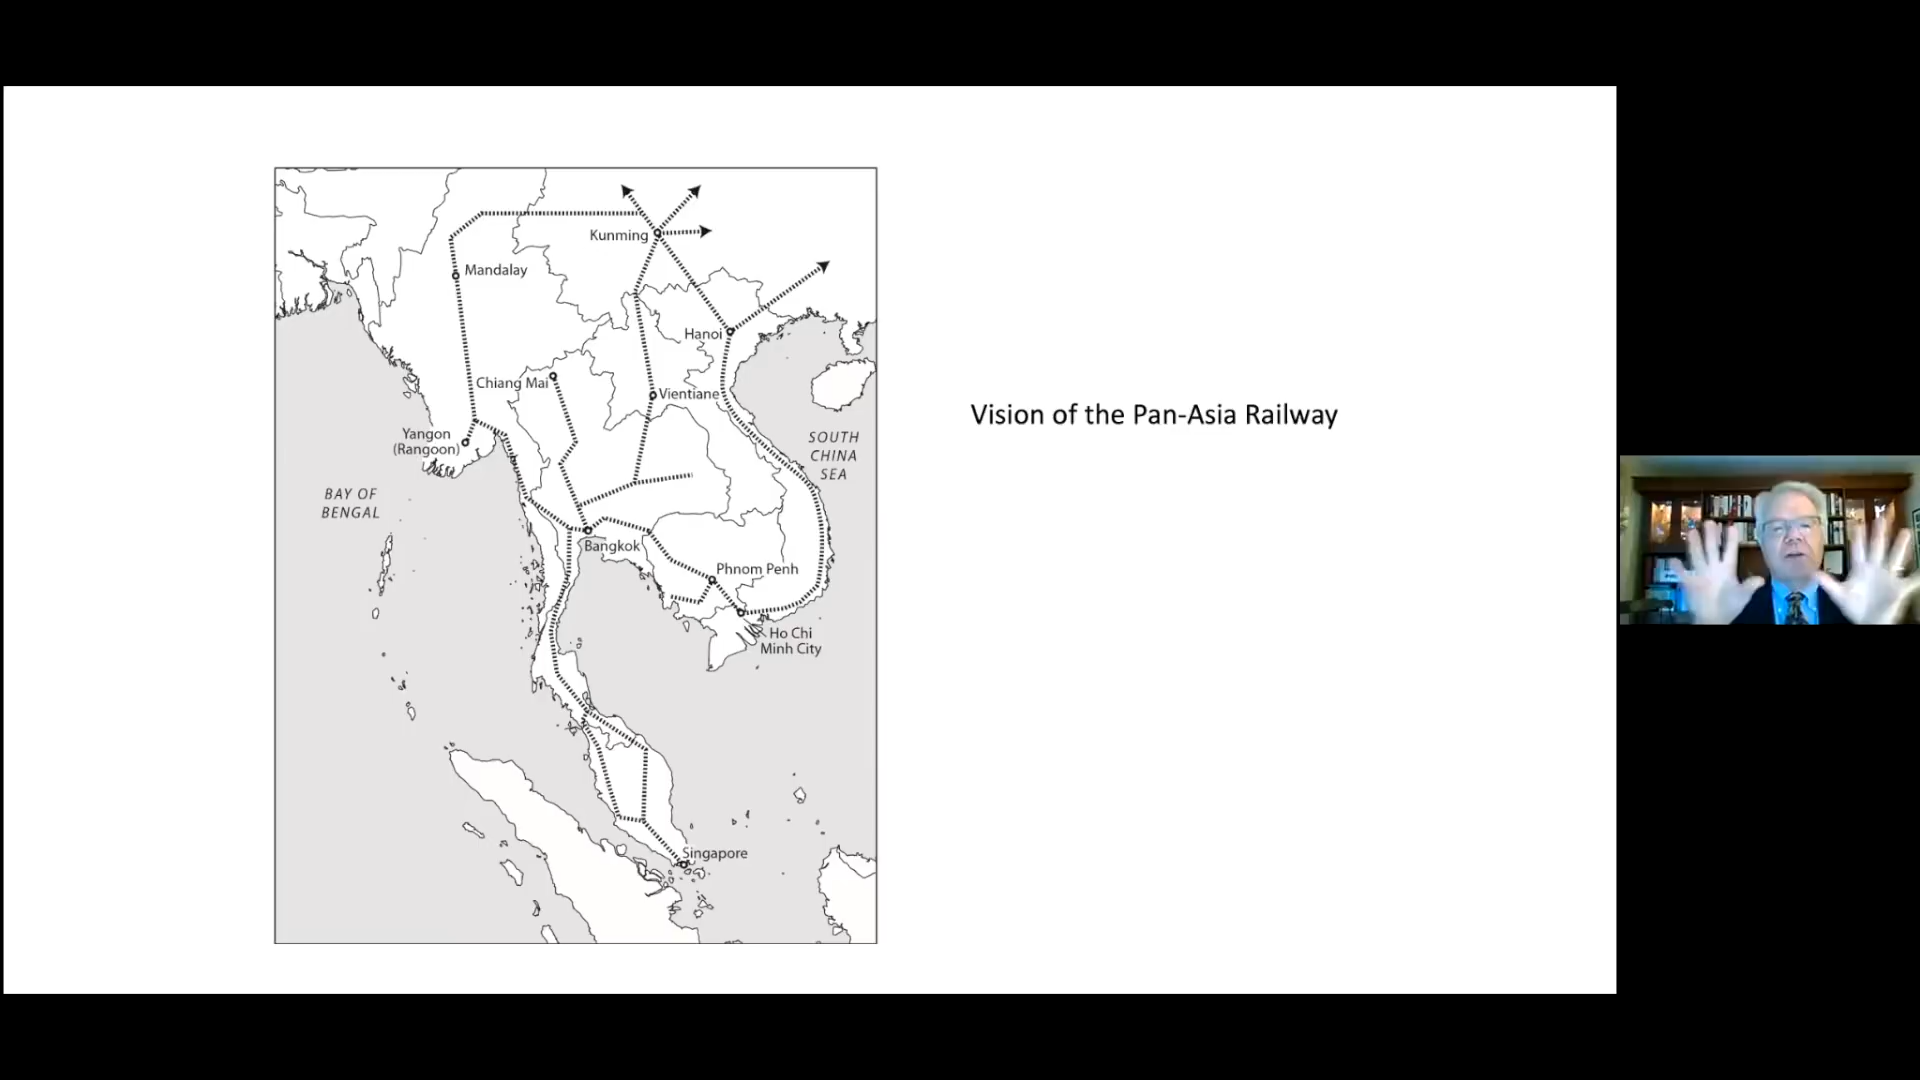 Kunming
Mandalay
Hanoi
Chiang Mai
Vientiane
Yangon
(Rangoon)
SOUTH
CHINA
SEA
BAY OF
BENGAL
Bangkok
Phnom Penh
Ho Chi
Minh City
Singapore
Vision of the Pan-Asia Railway